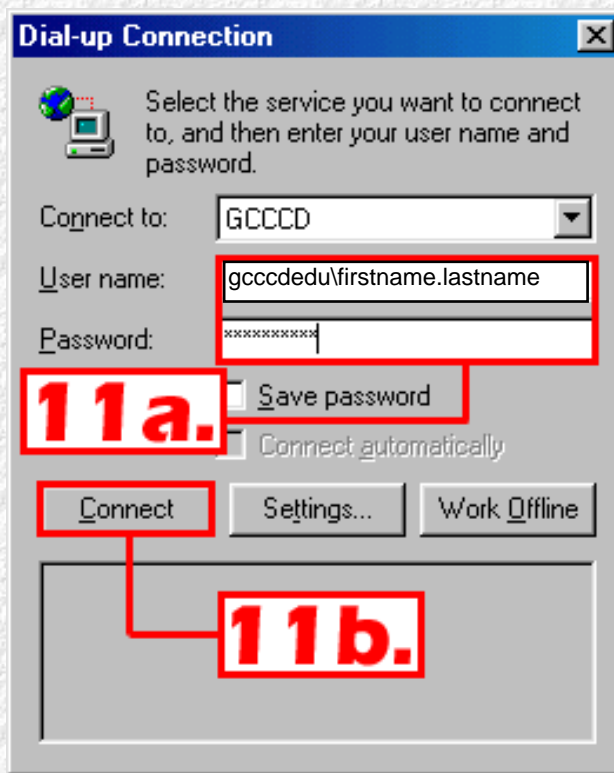 Dial-up Connection
Select the service you want to connect
to, and then enter your user name and
password.
Connect to: GCCCD
User name: gcccdedu\firstname.lastname
Password: **********
11a. Save password
Connect automatically
Connect Settings... Work Offline
11b.